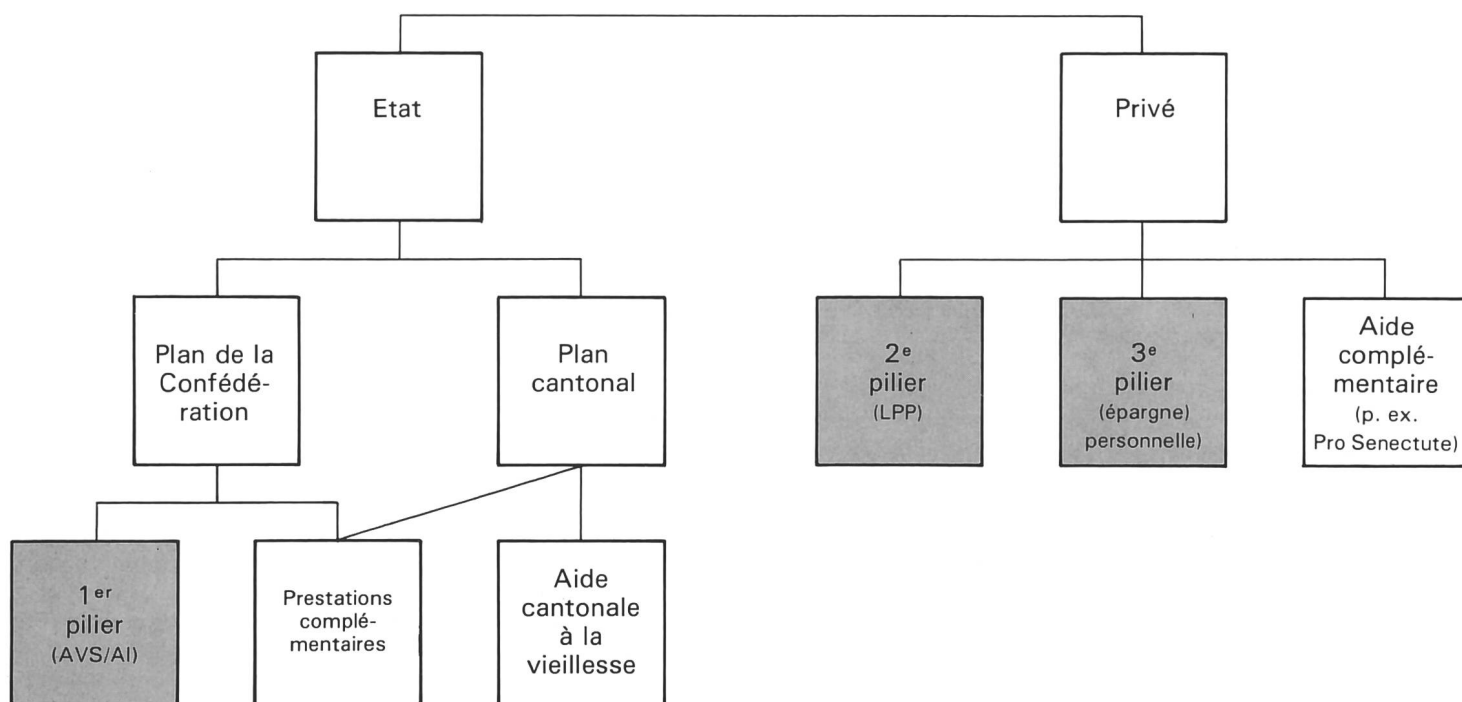 Etat
Privé
Plan de la
Confédé-
ration
Plan
cantonal
2e
pilier
(LPP)
3e
pilier
(épargne)
personnelle)
Aide
complé-
mentaire
(p. ex.
Pro Senectute)
1er
pilier
(AVS/AI)
Prestations
complé-
mentaires
Aide
cantonale
à la
vieillesse